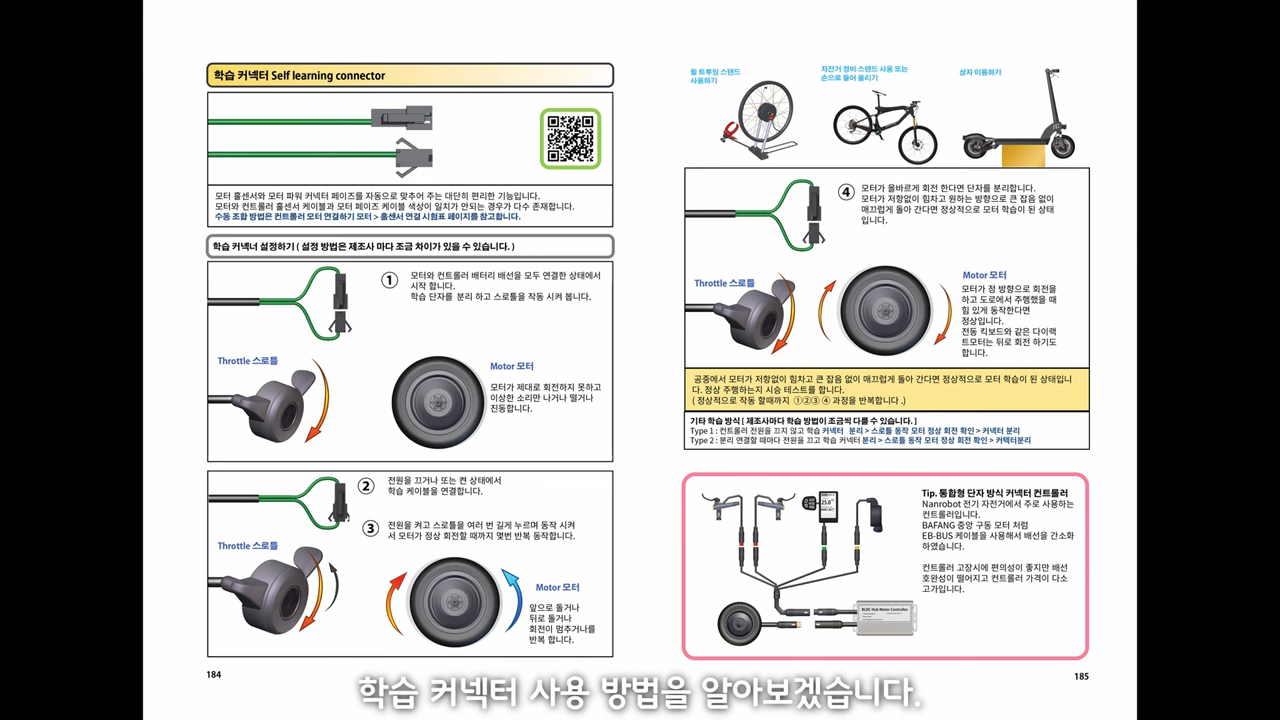 학습 커넥터 Self learning connector
모터 홀센서와 모터 파워 커넥터 페이즈를 자동으로 맞추어 주는 대단히 편리한 기능입니다.
모터와 컨트롤러 홀센서 케이블과 모터 페이즈 케이블 색상이 일치가 안되는 경우가 다수 존재합니다.
수동 조합 방법은 컨트롤러 모터 연결하기 모터 > 홀센서 연결 시험표 페이지를 참고합니다.
학습 커넥너 설정하기 ( 설정 방법은 제조사 마다 조금 차이가 있을 수 있습니다. )
①
모터와 컨트롤러 배터리 배선을 모두 연결한 상태에서
시작 합니다.
학습 단자를 분리 하고 스로틀을 작동 시켜 봅니다.
Throttle 스로틀
Motor 모터
모터가 제대로 회전하지 못하고
이상한 소리만 나거나 떨거나
진동합니다.
②
전원을 끄거나 또는 켠 상태에서
학습 케이블을 연결합니다.
③
전원을 켜고 스로틀을 여러 번 길게 누르며 동작 시켜
서 모터가 정상 회전할 때까지 몇번 반복 동작합니다.
Throttle 스로틀
Motor 모터
앞으로 돌거나
뒤로 돌거나
회전이 멈추거나를
반복 합니다.
184
휠 트루잉 스탠드
사용하기
자전거 정비 스탠드 사용 또는
손으로 들어 올리기
상자 이용하기
④
모터가 올바르게 회전 한다면 단자를 분리합니다.
모터가 저항없이 힘차고 원하는 방향으로 큰 잡음 없이
매끄럽게 돌아 간다면 정상적으로 모터 학습이 된 상태
입니다.
Throttle 스로틀
Motor 모터
모터가 정 방향으로 회전을
하고 도로에서 주행했을 때
힘 있게 동작한다면
정상입니다.
전동 킥보드와 같은 다이랙
트모터는 뒤로 회전 하기도
합니다.
공중에서 모터가 저항없이 힘차고 큰 잡음 없이 매끄럽게 돌아 간다면 정상적으로 모터 학습이 된 상태입니
다. 정상 주행하는지 시승 테스트를 합니다.
( 정상적으로 작동 할때까지 ①②③ ④ 과정을 반복합니다 .)
기타 학습 방식 [ 제조사마다 학습 방법이 조금씩 다를 수 있습니다. ]
Type 1 : 컨트롤러 전원을 끄지 않고 학습 커넥터 분리 > 스로틀 동작 모터 정상 회전 확인 > 커넥터 분리
Type 2 : 분리 연결할 때마다 전원을 끄고 학습 커넥터 분리 > 스로틀 동작 모터 정상 회전 확인 > 커텍터분리
Tip. 통합형 단자 방식 커넥터 컨트롤러
Nanrobot 전기 자전거에서 주로 사용하는
컨트롤러입니다.
BAFANG 중앙 구동 모터 처럼
EB-BUS 케이블을 사용해서 배선을 간소화
하였습니다.
컨트롤러 고장시에 편의성이 좋지만 배선
호완성이 떨어지고 컨트롤러 가격이 다소
고가입니다.
25.0
BLDC Hub Motor Controller
185
학습 커넥터 사용 방법을 알아보겠습니다.